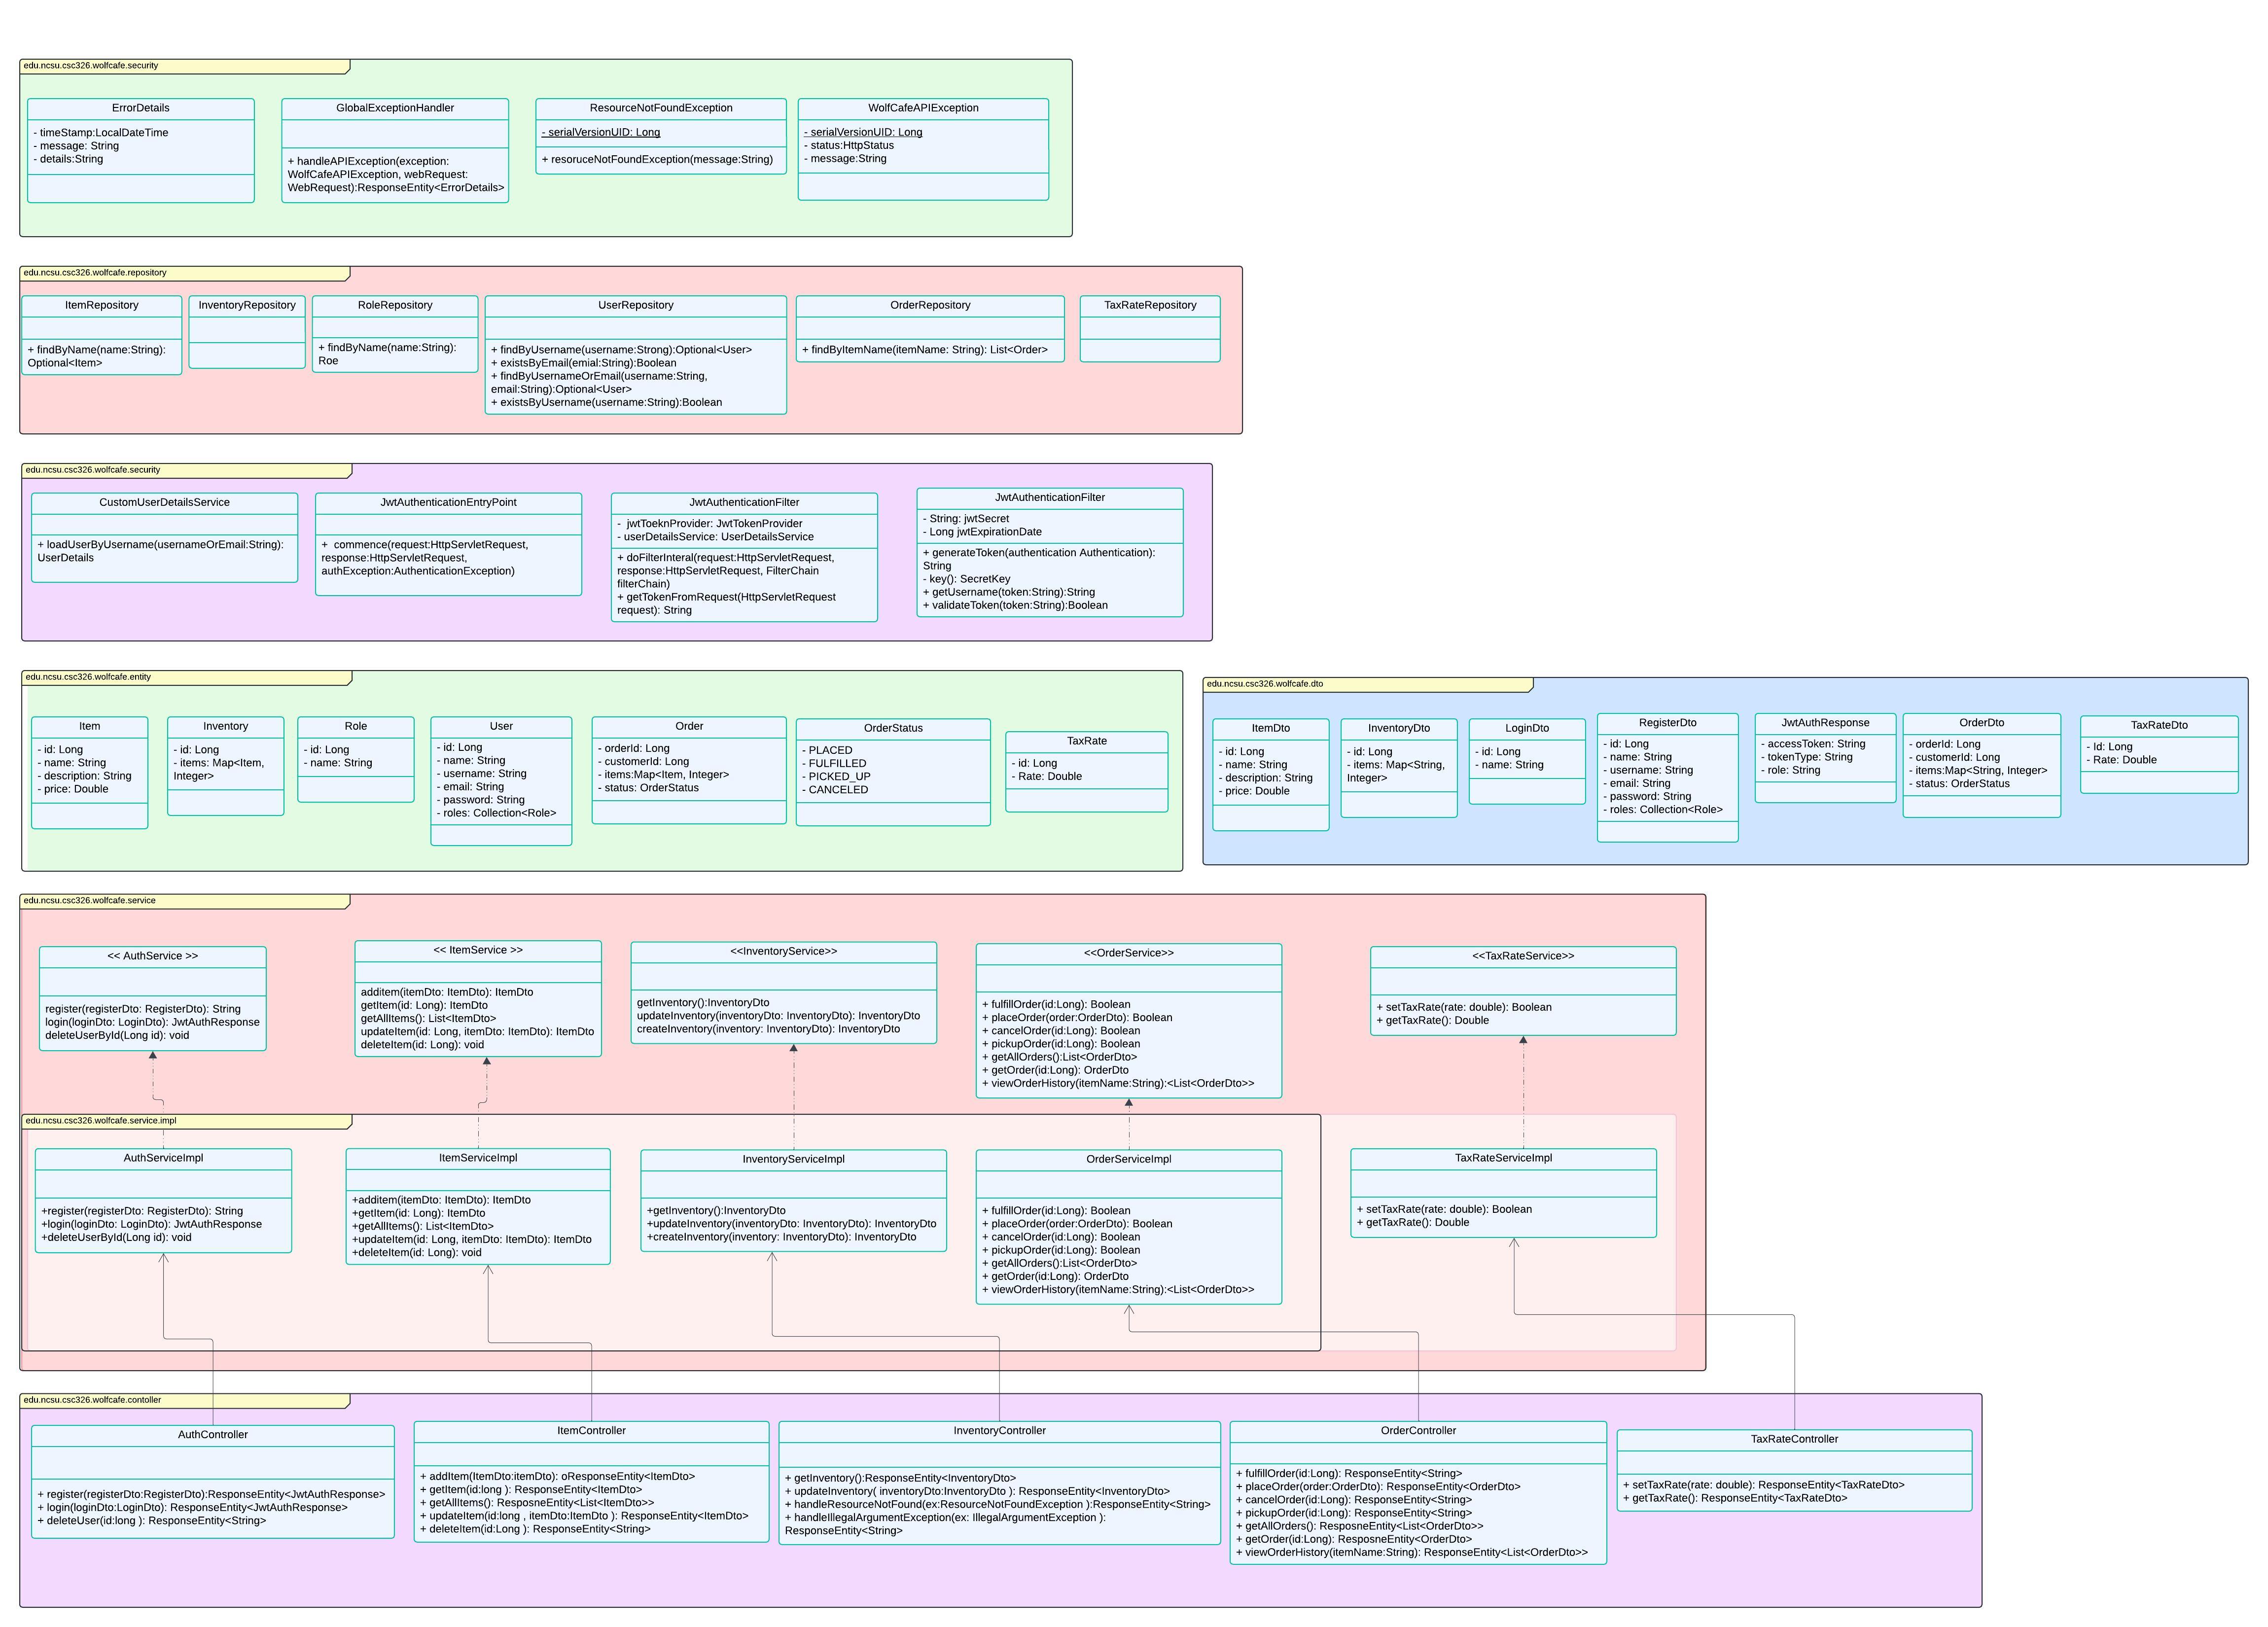 edu.ncsu.csc326.wolfcafe.security
ErrorDetails
- timeStamp:LocalDateTime
- message: String
- details:String
GlobalExceptionHandler
+ handleAPIException(exception:
WolfCafeAPIException, webRequest:
WebRequest):ResponseEntity<ErrorDetails>
ResourceNotFoundException
- serialVersionUID: Long
+ resoruceNotFoundException(message:String)
WolfCafeAPIException
- serialVersionUID: Long
- status:HttpStatus
- message:String
edu.ncsu.csc326.wolfcafe.repository
ItemRepository
+ findByName(name:String):
Optional<Item>
InventoryRepository
RoleRepository
+ findByName(name:String):
Roe
UserRepository
+ findByUsername(username:Strong):Optional<User>
+ existsByEmail(emial:String):Boolean
+ findByUsernameOrEmail(username:String,
email:String):Optional<User>
+ existsByUsername(username:String):Boolean
OrderRepository
+ findByItemName(itemName: String): List<Order>
TaxRateRepository
edu.ncsu.csc326.wolfcafe.security
CustomUserDetailsService
+ loadUserByUsername(usernameOrEmail:String):
UserDetails
JwtAuthenticationEntryPoint
+  commence(request:HttpServletRequest,
response:HttpServletRequest,
authException:AuthenticationException)
JwtAuthenticationFilter
-  jwtToeknProvider: JwtTokenProvider
- userDetailsService: UserDetailsService
+ doFilterInteral(request:HttpServletRequest,
response:HttpServletRequest, FilterChain
filterChain)
+ getTokenFromRequest(HttpServletRequest
request): String
JwtAuthenticationFilter
- String: jwtSecret
- Long jwtExpirationDate
+ generateToken(authentication Authentication):
String
- key(): SecretKey
+ getUsername(token:String):String
+ validateToken(token:String):Boolean
edu.ncsu.csc326.wolfcafe.entity
Item
- id: Long
- name: String
- description: String
- price: Double
Inventory
- id: Long
- items: Map<Item,
Integer>
Role
- id: Long
- name: String
User
- id: Long
- name: String
- username: String
- email: String
- password: String
- roles: Collection<Role>
Order
- orderId: Long
- customerId: Long
- items:Map<Item, Integer>
- status: OrderStatus
OrderStatus
- PLACED
- FULFILLED
- PICKED_UP
- CANCELED
TaxRate
- id: Long
- Rate: Double
edu.ncsu.csc326.wolfcafe.dto
ItemDto
- id: Long
- name: String
- description: String
- price: Double
InventoryDto
- id: Long
- items: Map<String,
Integer>
LoginDto
- id: Long
- name: String
RegisterDto
- id: Long
- name: String
- username: String
- email: String
- password: String
- roles: Collection<Role>
JwtAuthResponse
- accessToken: String
- tokenType: String
- role: String
OrderDto
- orderId: Long
- customerId: Long
- items:Map<String, Integer>
- status: OrderStatus
TaxRateDto
- Id: Long
- Rate: Double
edu.ncsu.csc326.wolfcafe.service
<< AuthService >>
register(registerDto: RegisterDto): String
login(loginDto: LoginDto): JwtAuthResponse
deleteUserById(Long id): void
<< ItemService >>
additem(itemDto: ItemDto): ItemDto
getItem(id: Long): ItemDto
getAllItems(): List<ItemDto>
updateItem(id: Long, itemDto: ItemDto): ItemDto
deleteItem(id: Long): void
<<InventoryService>>
getInventory():InventoryDto
updateInventory(inventoryDto: InventoryDto): InventoryDto
createInventory(inventory: InventoryDto): InventoryDto
<<OrderService>>
+ fulfillOrder(id:Long): Boolean
+ placeOrder(order:OrderDto): Boolean
+ cancelOrder(id:Long): Boolean
+ pickupOrder(id:Long): Boolean
+ getAllOrders():List<OrderDto>
+ getOrder(id:Long): OrderDto
+ viewOrderHistory(itemName:String):<List<OrderDto>>
<<TaxRateService>>
+ setTaxRate(rate: double): Boolean
+ getTaxRate(): Double
edu.ncsu.csc326.wolfcafe.service.impl
AuthServiceImpl
+register(registerDto: RegisterDto): String
+login(loginDto: LoginDto): JwtAuthResponse
+deleteUserById(Long id): void
ItemServiceImpl
+additem(itemDto: ItemDto): ItemDto
+getItem(id: Long): ItemDto
+getAllItems(): List<ItemDto>
+updateItem(id: Long, itemDto: ItemDto): ItemDto
+deleteItem(id: Long): void
InventoryServiceImpl
+getInventory():InventoryDto
+updateInventory(inventoryDto: InventoryDto): InventoryDto
+createInventory(inventory: InventoryDto): InventoryDto
OrderServiceImpl
+ fulfillOrder(id:Long): Boolean
+ placeOrder(order:OrderDto): Boolean
+ cancelOrder(id:Long): Boolean
+ pickupOrder(id:Long): Boolean
+ getAllOrders():List<OrderDto>
+ getOrder(id:Long): OrderDto
+ viewOrderHistory(itemName:String):<List<OrderDto>>
TaxRateServiceImpl
+ setTaxRate(rate: double): Boolean
+ getTaxRate(): Double
edu.ncsu.csc326.wolfcafe.contoller
AuthController
+ register(registerDto:RegisterDto):ResponseEntity<JwtAuthResponse>
+ login(loginDto:LoginDto): ResponseEntity<JwtAuthResponse>
+ deleteUser(id:long ): ResponseEntity<String>
ItemController
+ addItem(ItemDto:itemDto): oResponseEntity<ItemDto>
+ getItem(id:long ): ResponseEntity<ItemDto>
+ getAllItems(): ResposneEntity<List<ItemDto>>
+ updateItem(id:long , itemDto:ItemDto ): ResponseEntity<ItemDto>
+ deleteItem(id:Long ): ResponseEntity<String>
InventoryController
+ getInventory():ResponseEntity<InventoryDto>
+ updateInventory( inventoryDto:InventoryDto ): ResponseEntity<InventoryDto>
+ handleResourceNotFound(ex:ResourceNotFoundException ):ResponseEntity<String>
+ handleIllegalArgumentException(ex: IllegalArgumentException ):
ResponseEntity<String>
OrderController
+ fulfillOrder(id:Long): ResponseEntity<String>
+ placeOrder(order:OrderDto): ResponseEntity<OrderDto>
+ cancelOrder(id:Long): ResponseEntity<String>
+ pickupOrder(id:Long): ResponseEntity<String>
+ getAllOrders(): ResposneEntity<List<OrderDto>>
+ getOrder(id:Long): ResposneEntity<OrderDto>
+ viewOrderHistory(itemName:String): ResponseEntity<List<OrderDto>>
TaxRateController
+ setTaxRate(rate: double): ResponseEntity<TaxRateDto>
+ getTaxRate(): ResponseEntity<TaxRateDto>